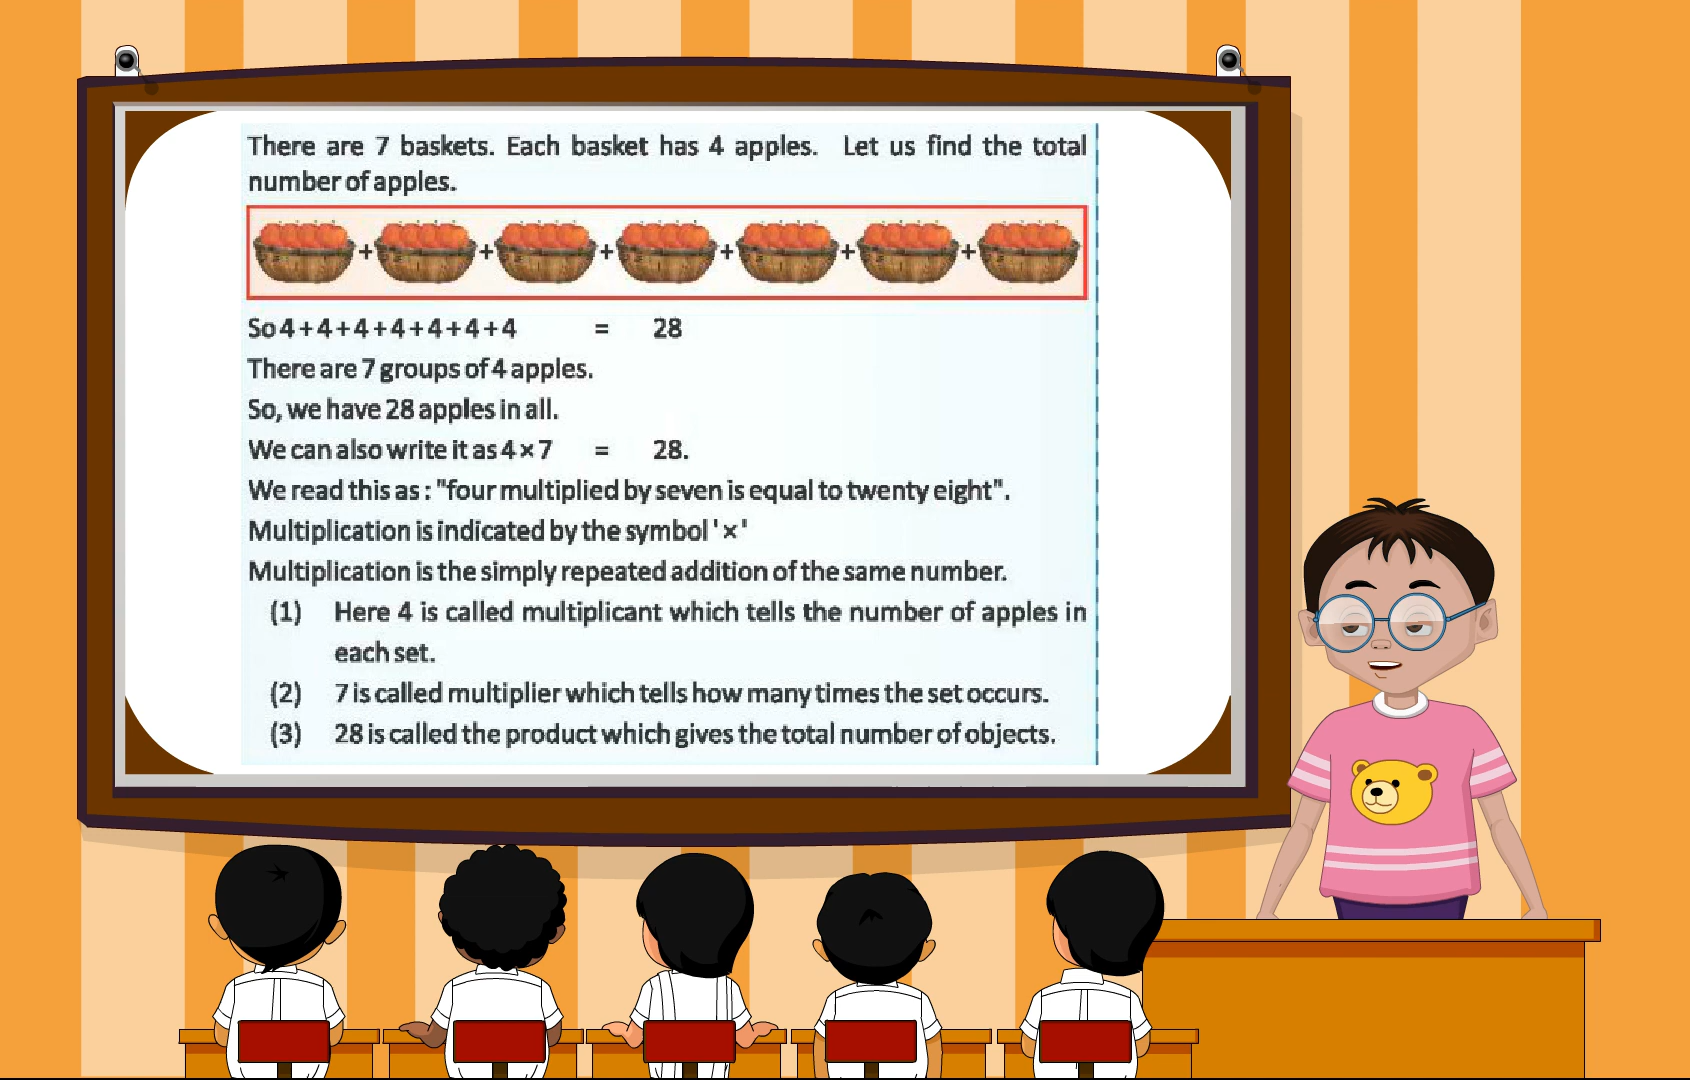 There are 7 baskets. Each basket has 4 apples. Let us find the total
number of apples.
+ + + + + +
So 4 + 4 + 4 + 4 + 4 + 4 + 4 = 28
There are 7 groups of 4 apples.
So, we have 28 apples in all.
We can also write it as 4 × 7 = 28.
We read this as : "four multiplied by seven is equal to twenty eight".
Multiplication is indicated by the symbol ' × '
Multiplication is the simply repeated addition of the same number.
(1) Here 4 is called multiplicant which tells the number of apples in
each set.
(2) 7 is called multiplier which tells how many times the set occurs.
(3) 28 is called the product which gives the total number of objects.